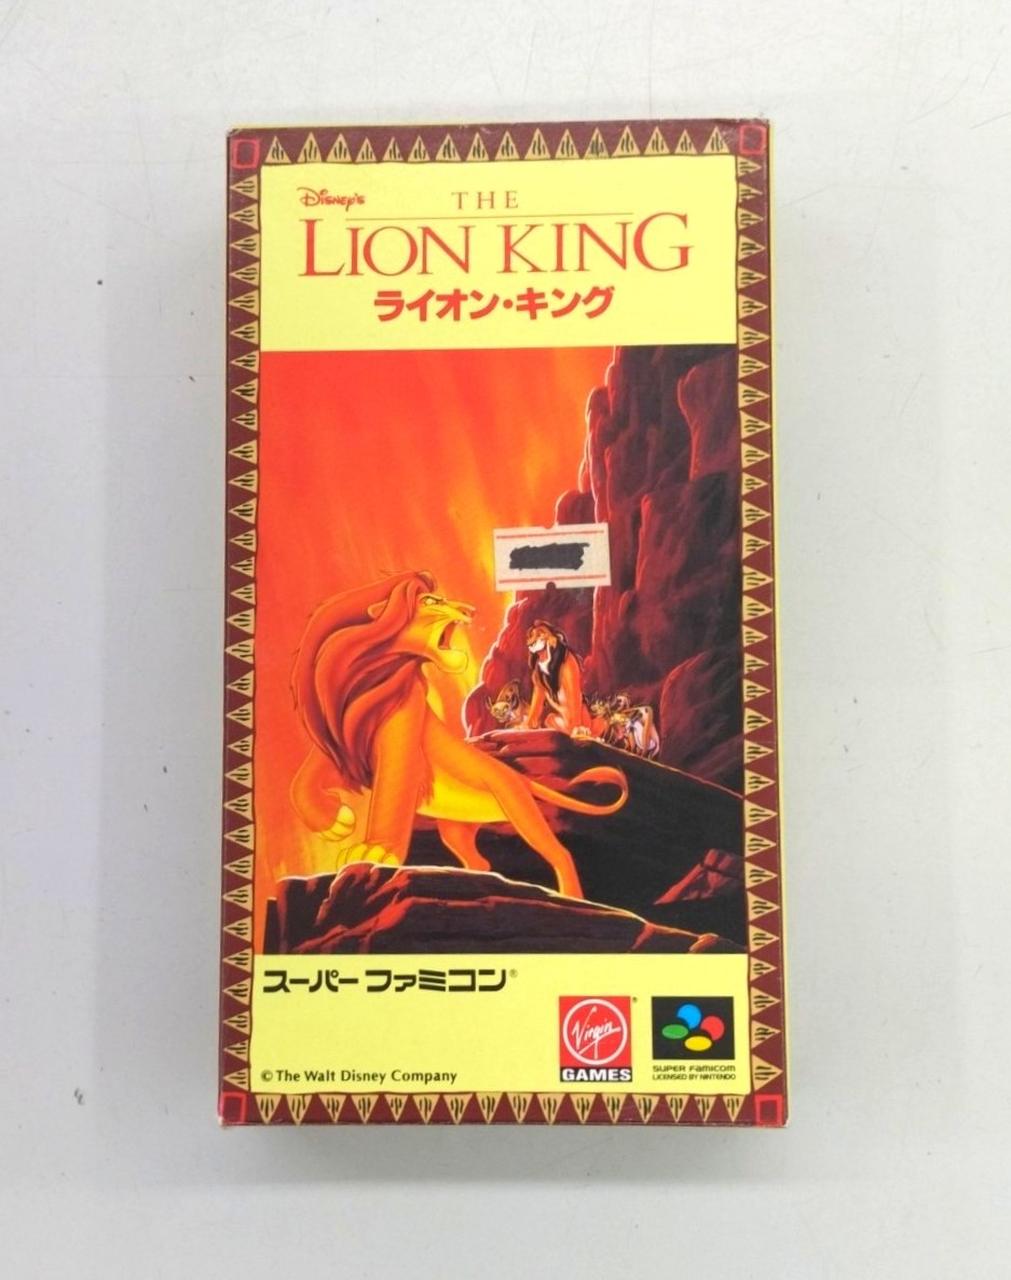 Disney's
THE
LION KING
ライオン・キング
スーパー ファミコン®
Virgin®
GAMES
SUPER FAMICOM
LICENSED BY NINTENDO
© The Walt Disney Company